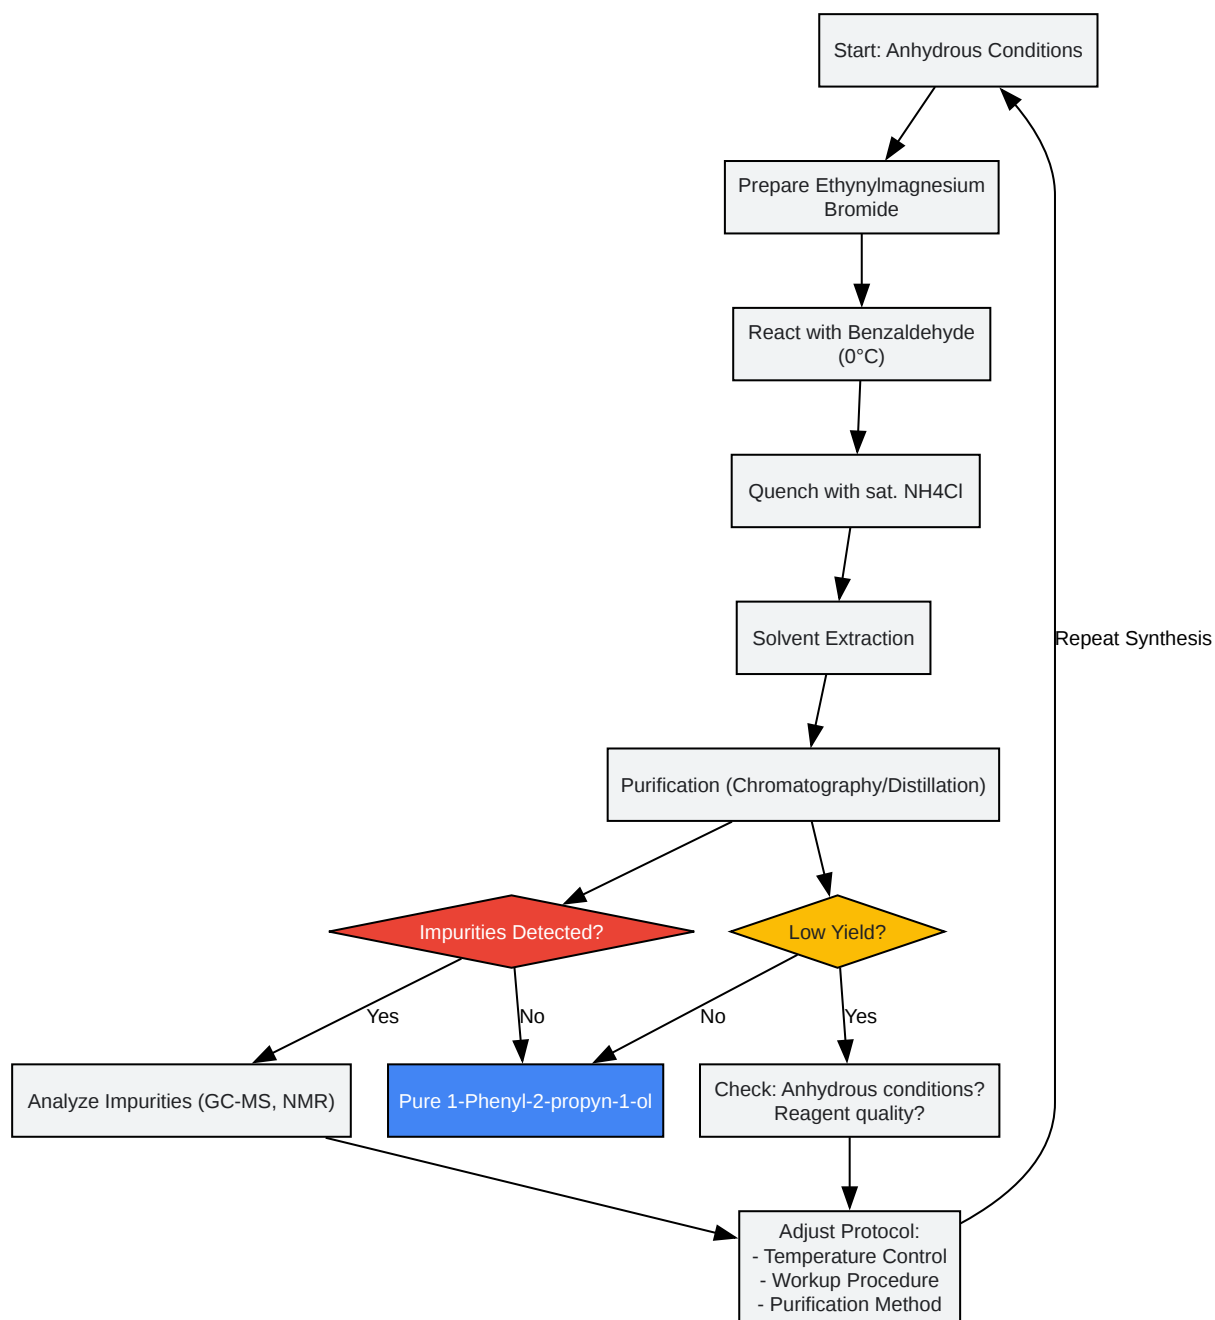 Start: Anhydrous Conditions
Prepare Ethynylmagnesium
Bromide
React with Benzaldehyde
(0°C)
Quench with sat. NH4Cl
Solvent Extraction
Repeat Synthesis
Purification (Chromatography/Distillation)
Impurities Detected?
Low Yield?
Yes
No
No
Yes
Analyze Impurities (GC-MS, NMR)
Pure 1-Phenyl-2-propyn-1-ol
Check: Anhydrous conditions?
Reagent quality?
Adjust Protocol:
- Temperature Control
- Workup Procedure
- Purification Method